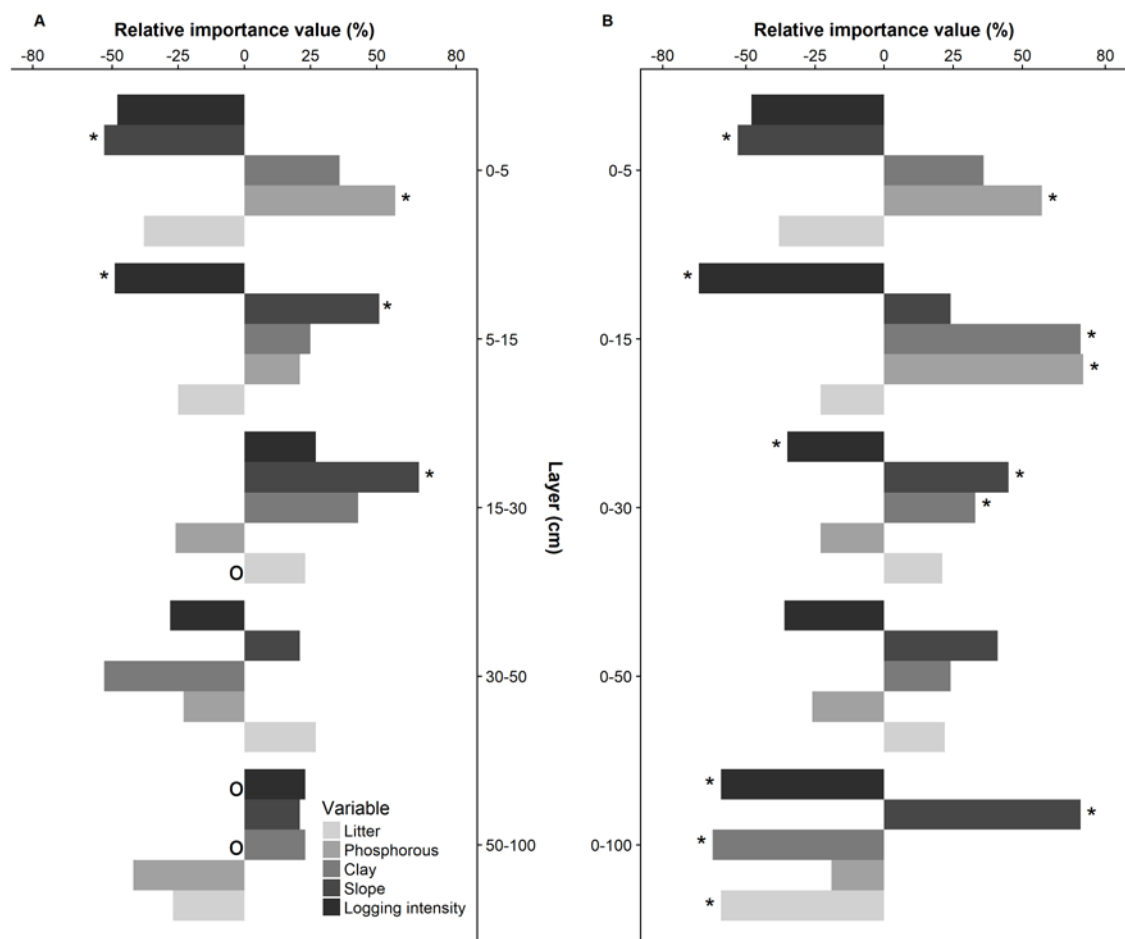 A
Relative importance value (%)
-80 -50 -25 0 25 50 80
*
*
0-5
*
*
5-15
*
15-30
O
30-50
O
O
50-100
Layer (cm)
Variable
Litter
Phosphorous
Clay
Slope
Logging intensity
B
Relative importance value (%)
-80 -50 -25 0 25 50 80
*
0-5
*
*
0-15
*
*
*
*
0-30
*
0-50
*
*
0-100
*
*